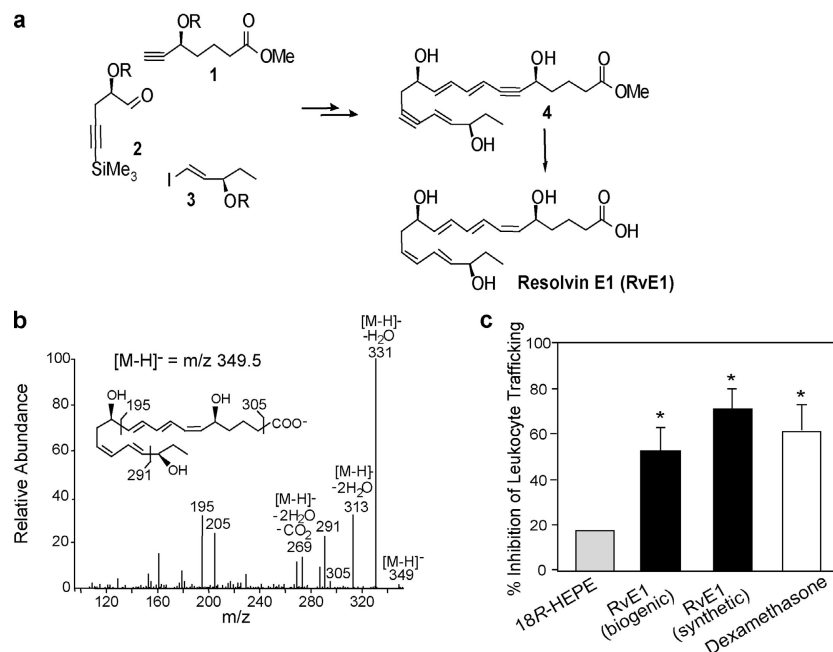 a
OR
O
OMe
1
OR
O
2
SiMe3
I
3
OR
OH
OH
O
OMe
4
OH
OH
OH
O
OH
OH
Resolvin E1 (RvE1)
b
[M-H]⁻ = m/z 349.5
Relative Abundance
100
80
60
40
20
0
OH
195
OH
305
COO⁻
291
OH
[M-H]-
-H2O
331
[M-H]-
-2H2O
313
[M-H]-
-2H2O
-CO2
269
291
195
205
305
[M-H]-
349
120
160
200
240
280
320
360
m/z
c
% Inhibition of Leukocyte Trafficking
100
80
60
40
20
0
*
*
*
18R-HEPE
RvE1
(biogenic)
RvE1
(synthetic)
Dexamethasone